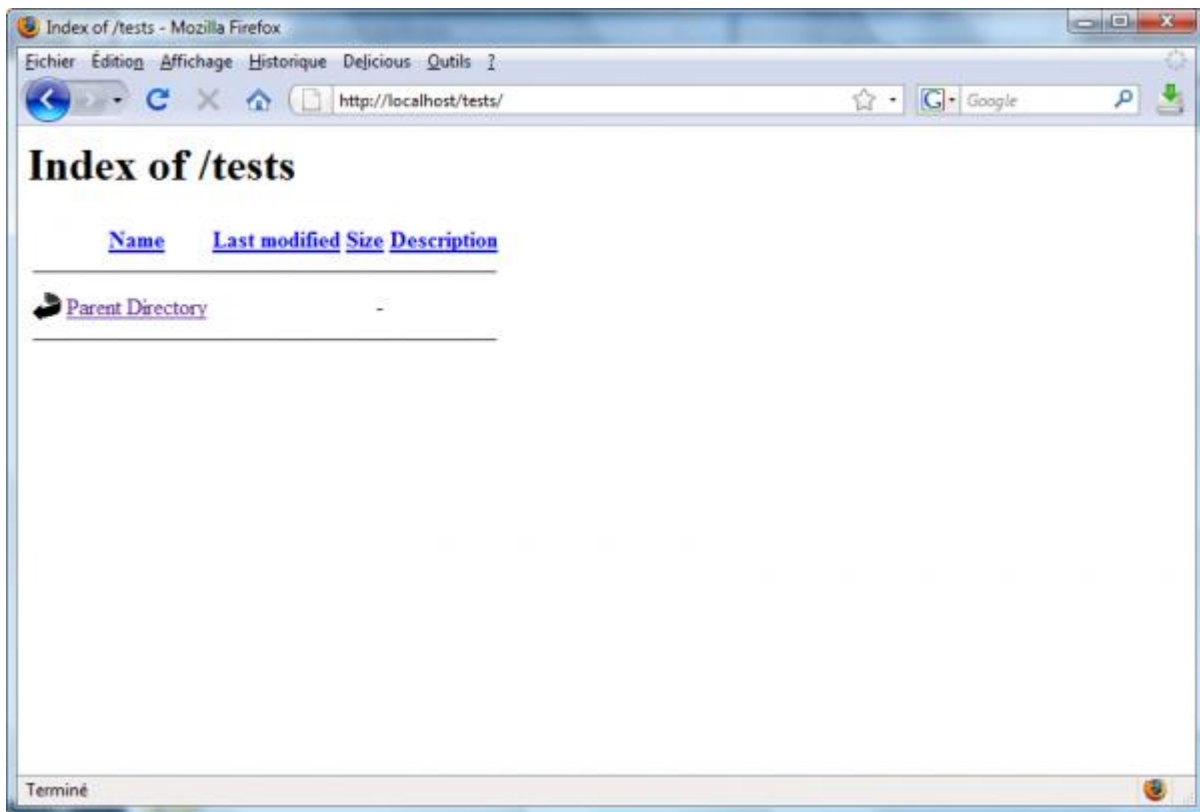 Index of /tests - Mozilla Firefox
Fichier Édition Affichage Historique Delicious Outils ?
http://localhost/tests/ G Google
Index of /tests
Name Last modified Size Description
Parent Directory -
Terminé